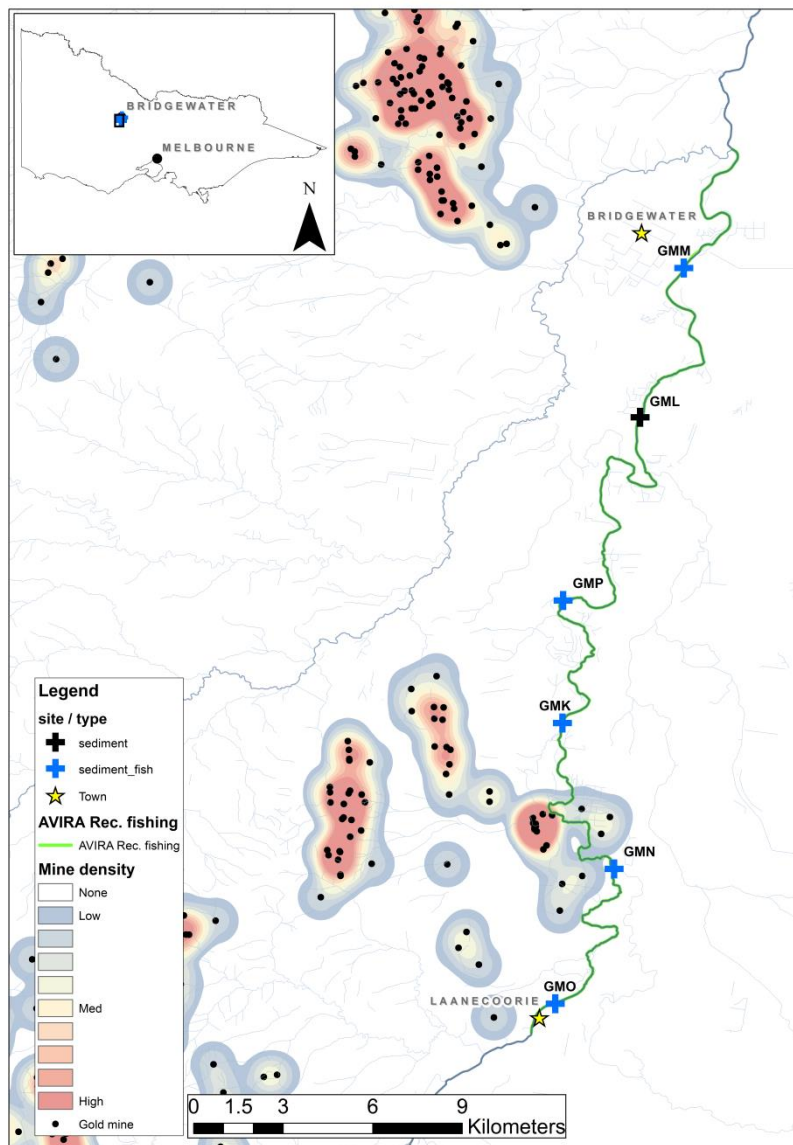 BRIDGEWATER
MELBOURNE
N
BRIDGEWATER
GMM
GML
GMP
GMK
GMN
GMO
LAANECOORIE
Legend
site / type
sediment
sediment_fish
Town
AVIRA Rec. fishing
AVIRA Rec. fishing
Mine density
None
Low
Med
High
Gold mine
0 1.5 3 6 9
Kilometers